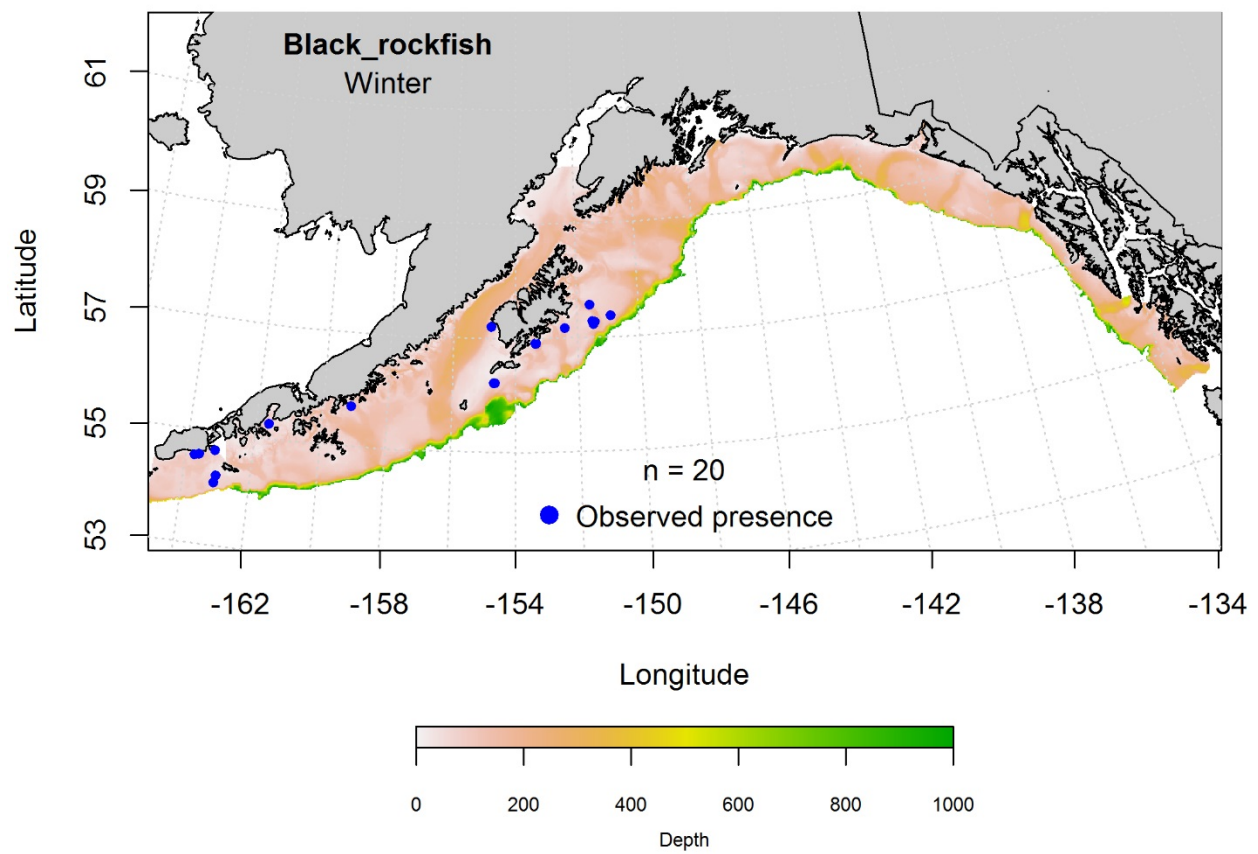 Black_rockfish
Winter
61
59
57
55
53
Latitude
n = 20
Observed presence
-162 -158 -154 -150 -146 -142 -138 -134
Longitude
0 200 400 600 800 1000
Depth